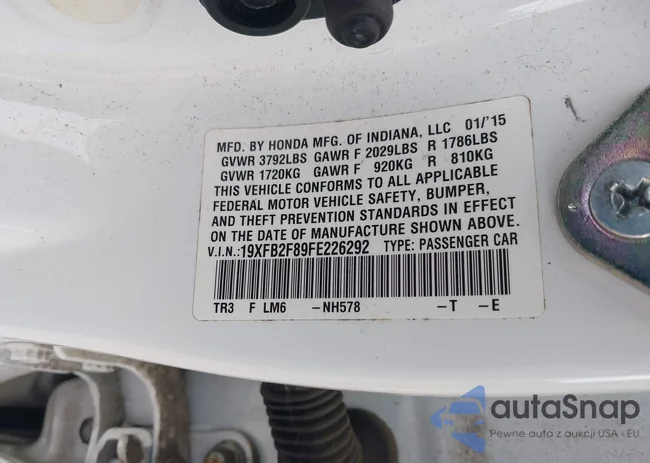 MFD. BY HONDA MFG. OF INDIANA, LLC 01/'15
GVWR 3792LBS GAWR F 2029LBS R 1786LBS
GVWR 1720KG GAWR F 920KG R 810KG
THIS VEHICLE CONFORMS TO ALL APPLICABLE
FEDERAL MOTOR VEHICLE SAFETY, BUMPER,
AND THEFT PREVENTION STANDARDS IN EFFECT
ON THE DATE OF MANUFACTURE SHOWN ABOVE.
V.I.N.:19XFB2F89FE226292 TYPE: PASSENGER CAR
TR3 F LM6 -NH578 -T -E
autaSnap
Pewne auta z aukcji USA i EU